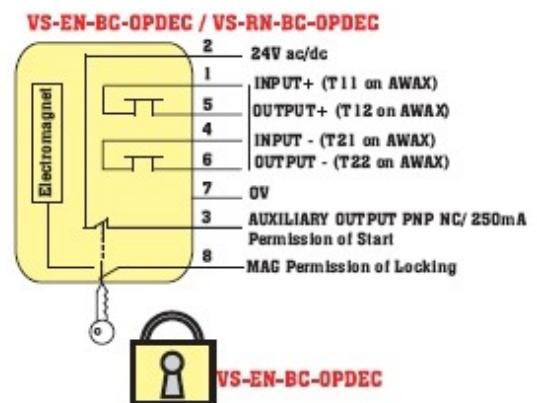 VS-EN-BC-OPDEC / VS-RN-BC-OPDEC
2 24V ac/dc
1 INPUT+ (T11 on AWAX)
5 OUTPUT+ (T12 on AWAX)
4 INPUT - (T21 on AWAX)
6 OUTPUT - (T22 on AWAX)
7 0V
3 AUXILIARY OUTPUT PNP NC/ 250mA
Permission of Start
8 MAG Permission of Locking
Electromagnet
VS-EN-BC-OPDEC